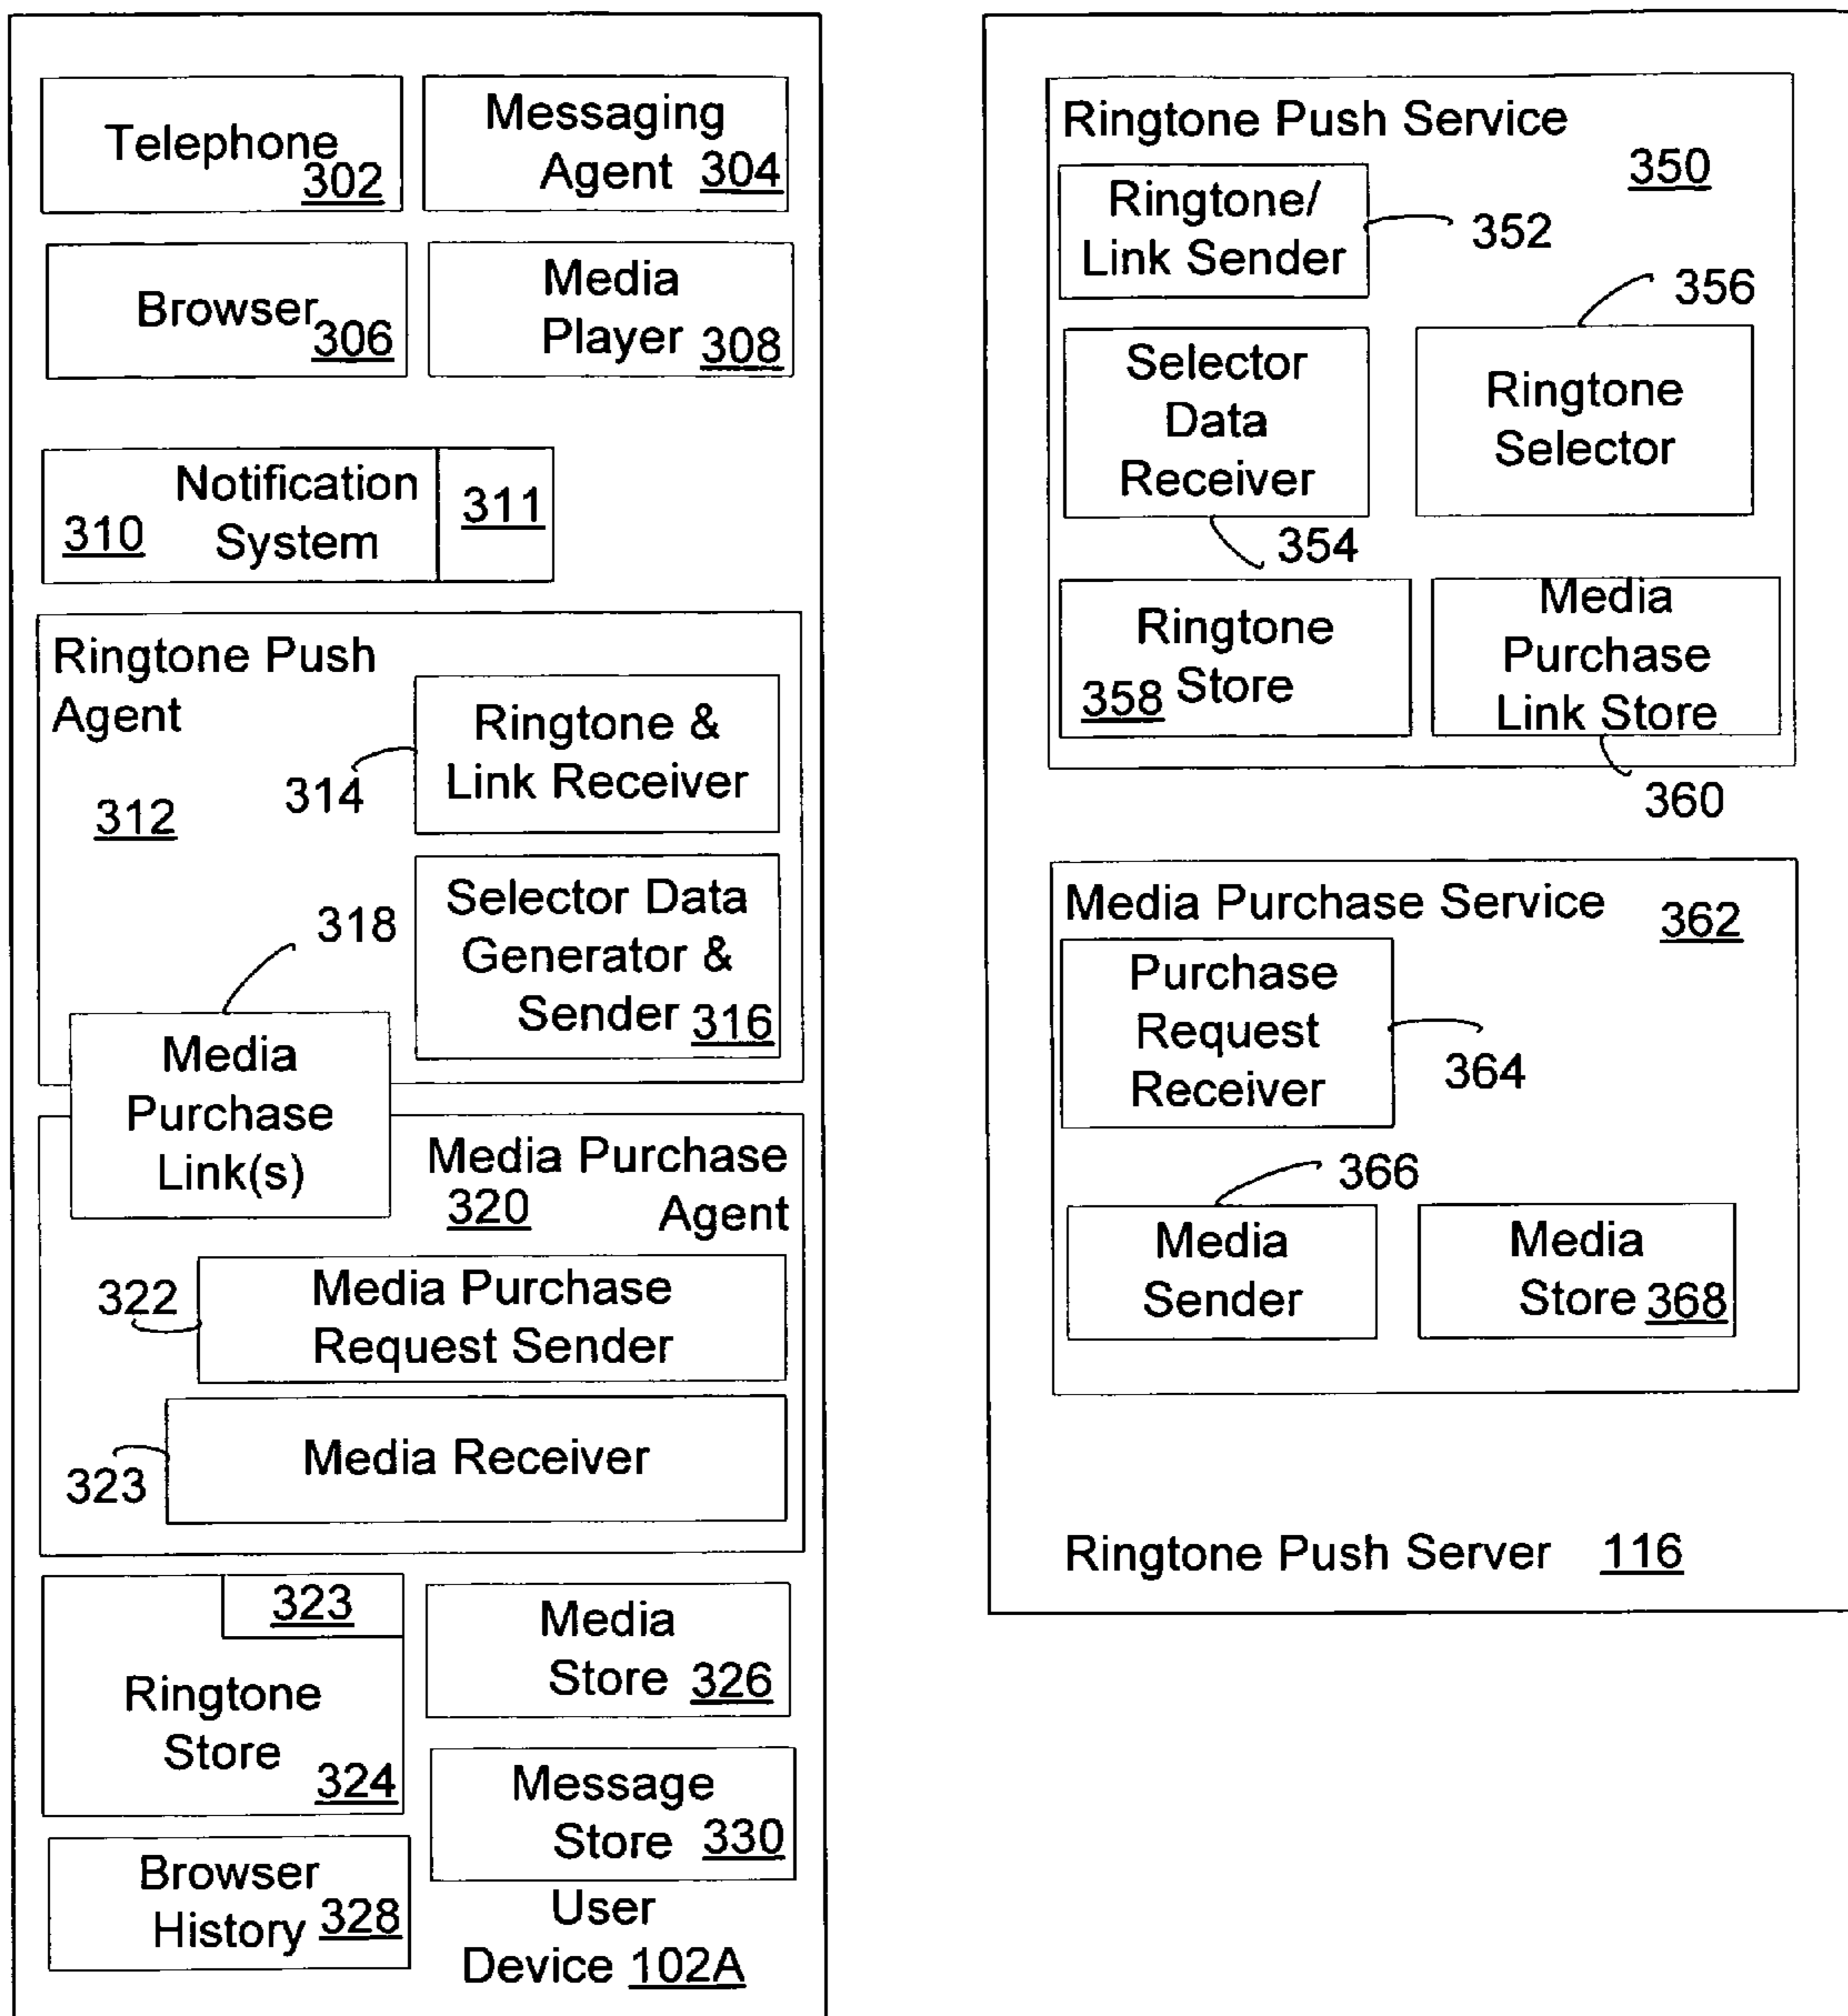 Telephone
302
Messaging
Agent 304
Browser
306
Media
Player 308
Notification
310 System
311
Ringtone Push
Agent
312
Ringtone &
Link Receiver
314
Selector Data
Generator &
Sender 316
318
Media
Purchase
Link(s)
Media Purchase
320 Agent
322
Media Purchase
Request Sender
323
Media Receiver
323
Ringtone
Store
324
Media
Store 326
Browser
History 328
Message
Store 330
User
Device 102A
Ringtone Push Service
350
Ringtone/
Link Sender
352
356
Selector
Data
Receiver
354
Ringtone
Selector
Ringtone
358 Store
Media
Purchase
Link Store
360
Media Purchase Service 362
Purchase
Request
Receiver
364
366
Media
Sender
Media
Store 368
Ringtone Push Server 116